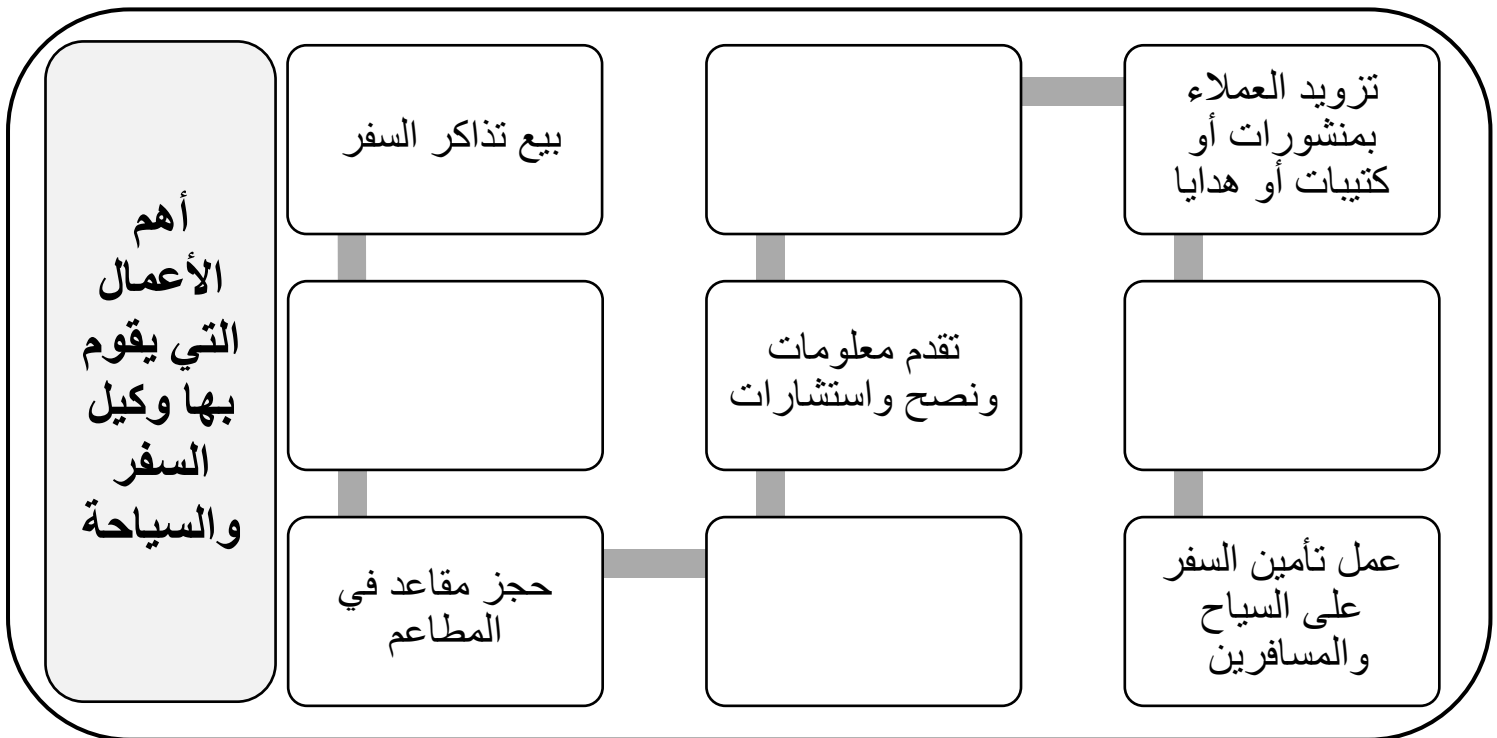 أهم
الأعمال
التي يقوم
بها وكيل
السفر
والسياحة
بيع تذاكر السفر
حجز مقاعد في
المطاعم
تقدم معلومات
ونصح واستشارات
تزويد العملاء
بمنشورات أو
كتيبات أو هدايا
عمل تأمين السفر
على السياح
والمسافرين